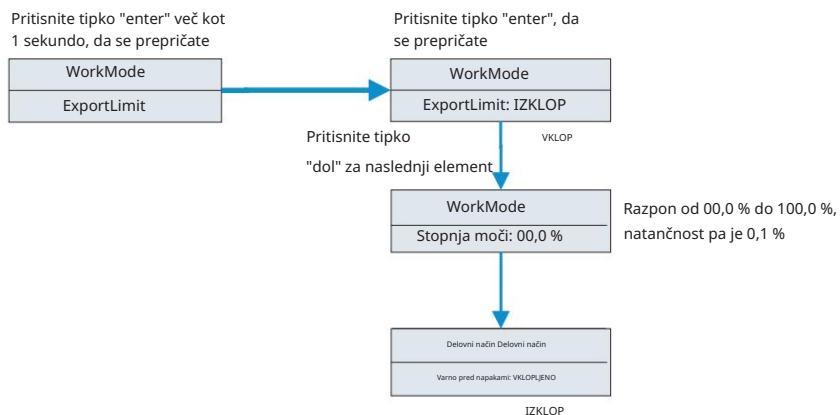 Pritisnite tipko "enter" več kot
1 sekundo, da se prepričate
WorkMode
ExportLimit
Pritisnite tipko "enter", da
se prepričate
WorkMode
ExportLimit: IZKLOP
VKLOP
Pritisnite tipko
"dol" za naslednji element
WorkMode
Stopnja moči: 00,0 %
Razpon od 00,0 % do 100,0 %,
natančnost pa je 0,1 %
Delovni način Delovni način
Varno pred napakami: VKLOPLJENO
IZKLOP